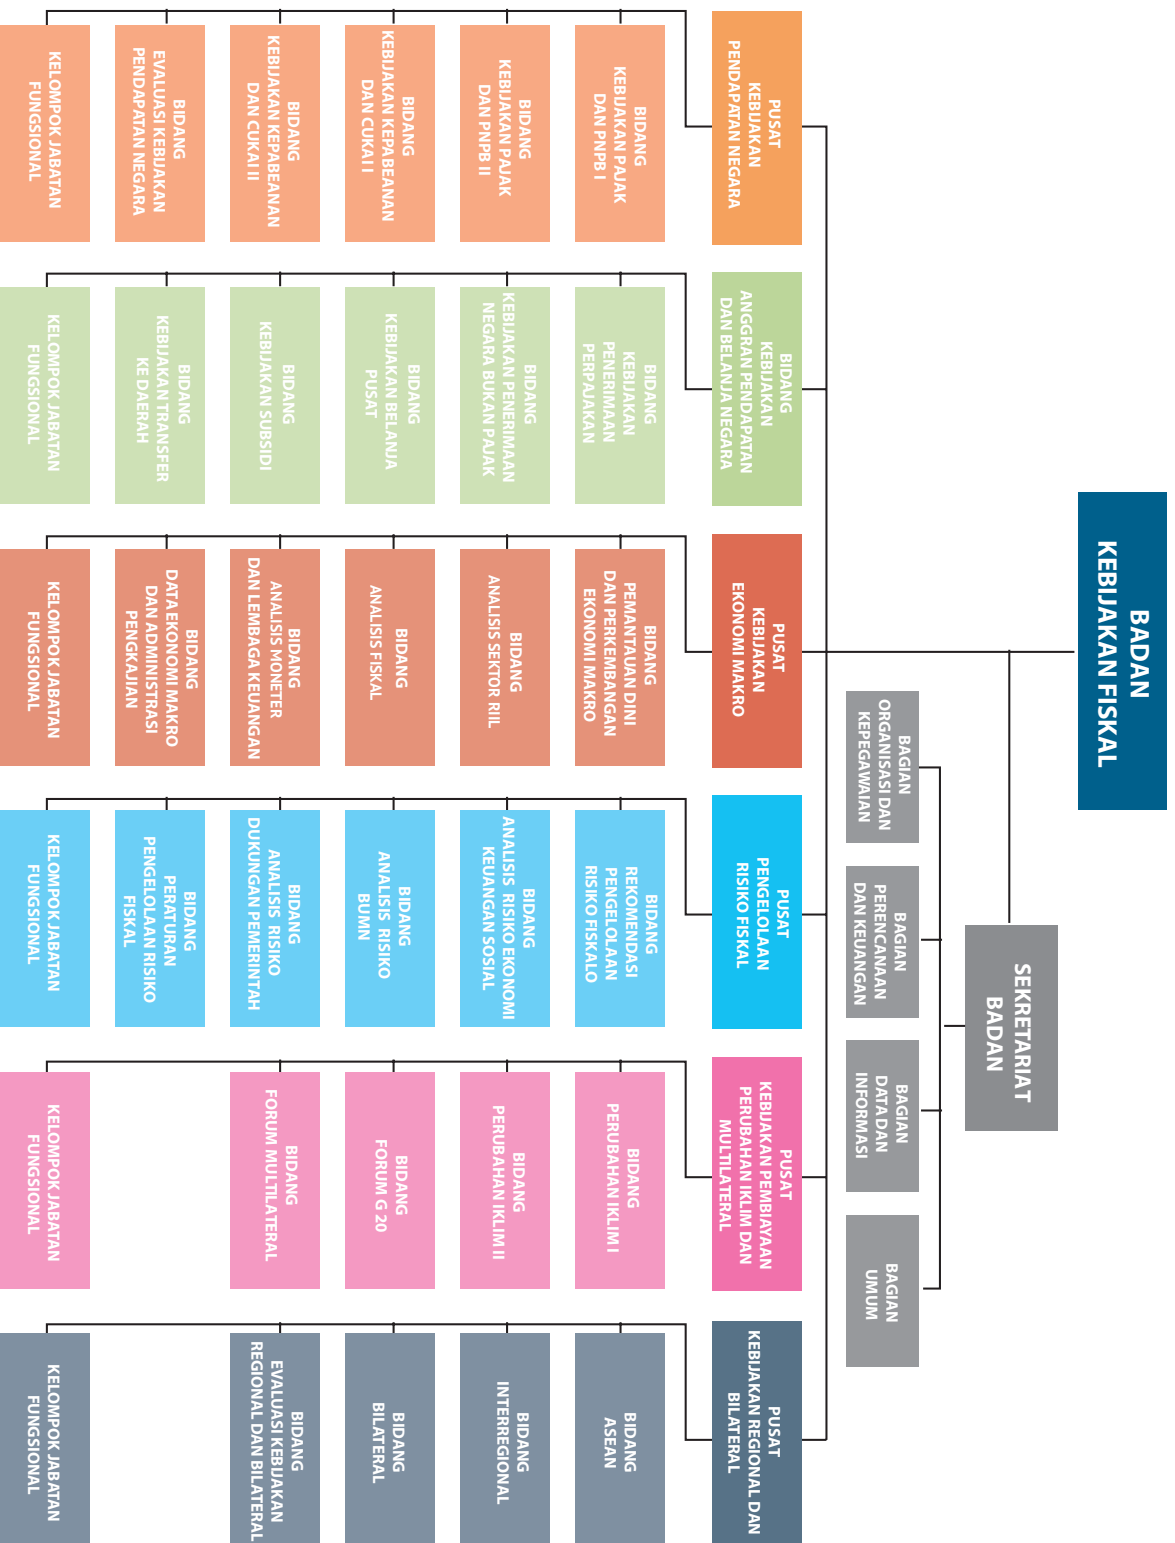 BADAN
KEBIJAKAN FISKAL
SEKRETARIAT
BADAN
BAGIAN
ORGANISASI DAN
KEPEGAWAIAN
BAGIAN
PERENCANAAN
DAN KEUANGAN
BAGIAN
DATA DAN
INFORMASI
BAGIAN
UMUM
PUSAT
KEBIJAKAN
PENDAPATAN NEGARA
BIDANG
KEBIJAKAN PAJAK
DAN PNPB I
BIDANG
KEBIJAKAN PAJAK
DAN PNPB II
BIDANG
KEBIJAKAN KEPABEANAN
DAN CUKAI I
BIDANG
KEBIJAKAN KEPABEANAN
DAN CUKAI II
BIDANG
EVALUASI KEBIJAKAN
PENDAPATAN NEGARA
KELOMPOK JABATAN
FUNGSIONAL
BIDANG
KEBIJAKAN
ANGGRAN PENDAPATAN
DAN BELANJA NEGARA
BIDANG
KEBIJAKAN
PENERIMAAN
PERPAJAKAN
BIDANG
KEBIJAKAN PENERIMAAN
NEGARA BUKAN PAJAK
BIDANG
KEBIJAKAN BELANJA
PUSAT
BIDANG
KEBIJAKAN SUBSIDI
BIDANG
KEBIJAKAN TRANSFER
KE DAERAH
KELOMPOK JABATAN
FUNGSIONAL
PUSAT
KEBIJAKAN
EKONOMI MAKRO
BIDANG
PEMANTAUAN DINI
DAN PERKEMBANGAN
EKONOMI MAKRO
BIDANG
ANALISIS SEKTOR RIIL
BIDANG
ANALISIS FISKAL
BIDANG
ANALISIS MONETER
DAN LEMBAGA KEUANGAN
BIDANG
DATA EKONOMI MAKRO
DAN ADMINISTRASI
PENGKAJIAN
KELOMPOK JABATAN
FUNGSIONAL
PUSAT
PENGELOLAAN
RISIKO FISKAL
BIDANG
REKOMENDASI
PENGELOLAAN
RISIKO FISKALO
BIDANG
ANALISIS RISIKO EKONOMI
KEUANGAN SOSIAL
BIDANG
ANALISIS RISIKO
BUMN
BIDANG
ANALISIS RISIKO
DUKUNGAN PEMERINTAH
BIDANG
PERATURAN
PENGELOLAAN RISIKO
FISKAL
KELOMPOK JABATAN
FUNGSIONAL
PUSAT
KEBIJAKAN PEMBIAYAAN
PERUBAHAN IKLIM DAN
MULTILATERAL
BIDANG
PERUBAHAN IKLIM I
BIDANG
PERUBAHAN IKLIM II
BIDANG
FORUM G 20
BIDANG
FORUM MULTILATERAL
KELOMPOK JABATAN
FUNGSIONAL
PUSAT
KEBIJAKAN REGIONAL DAN
BILATERAL
BIDANG
ASEAN
BIDANG
INTERREGIONAL
BIDANG
BILATERAL
BIDANG
EVALUASI KEBIJAKAN
REGIONAL DAN BILATERAL
KELOMPOK JABATAN
FUNGSIONAL